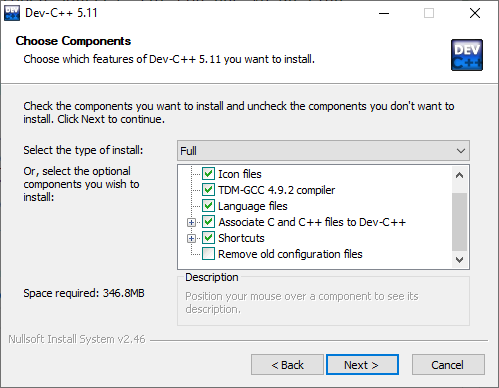 Dev-C++ 5.11
Choose Components
Choose which features of Dev-C++ 5.11 you want to install.
DEV
C++
Check the components you want to install and uncheck the components you don't want to
install. Click Next to continue.
Select the type of install:
Full
Or, select the optional
components you wish to
install:
Icon files
TDM-GCC 4.9.2 compiler
Language files
Associate C and C++ files to Dev-C++
Shortcuts
Remove old configuration files
Space required: 346.8MB
Description
Position your mouse over a component to see its
description.
Nullsoft Install System v2.46
< Back
Next >
Cancel